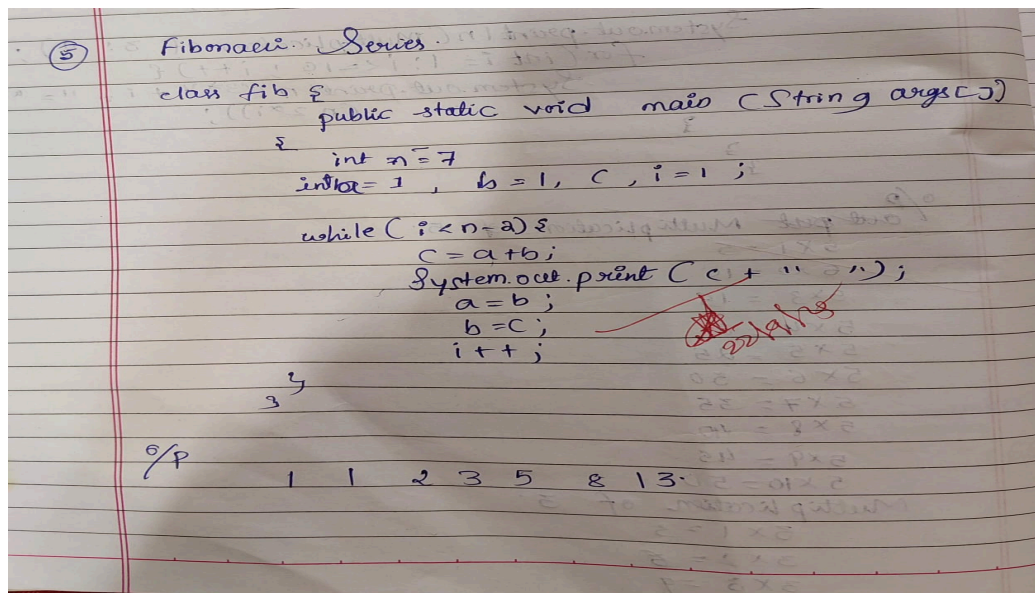 5 Fibonacci Series.
class fib {
public static void main (String args[])
{
int n = 7
int a = 1, b = 1, c, i = 1 ;
while ( i < n - 2) {
c = a + b ;
System.out.print ( c + " " ) ;
a = b ;
b = c ;
i + + ;
}
}
O/P
1 1 2 3 5 8 13.